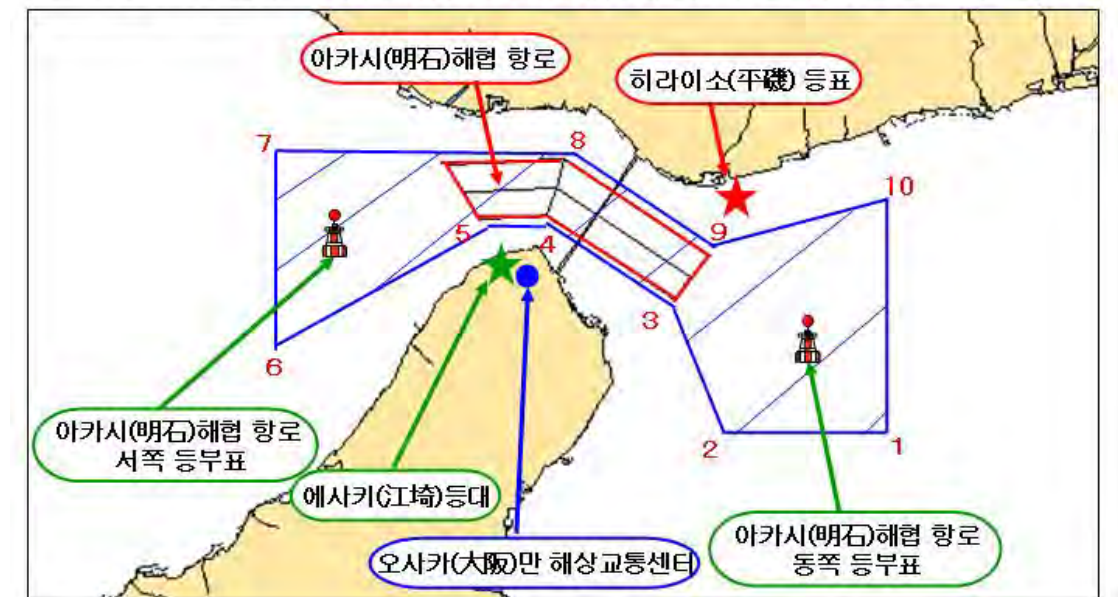 아카시(明石)해협 항로
히라이소(平磯) 등표
7
8
10
9
5
4
3
6
2
1
아카시(明石)해협 항로
서쪽 등부표
에사키(江埼)등대
오사카(大阪)만 해상교통센터
아카시(明石)해협 항로
동쪽 등부표